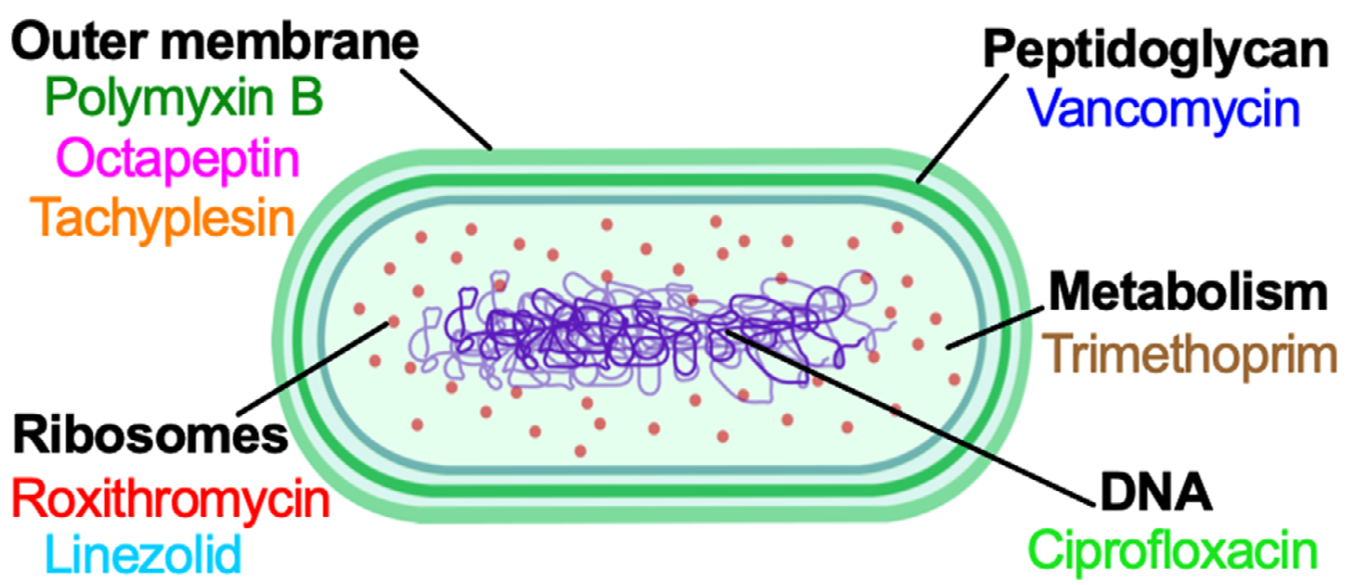 Outer membrane
Polymyxin B
Octapeptin
Tachyplesin
Peptidoglycan
Vancomycin
Metabolism
Trimethoprim
Ribosomes
Roxithromycin
Linezolid
DNA
Ciprofloxacin